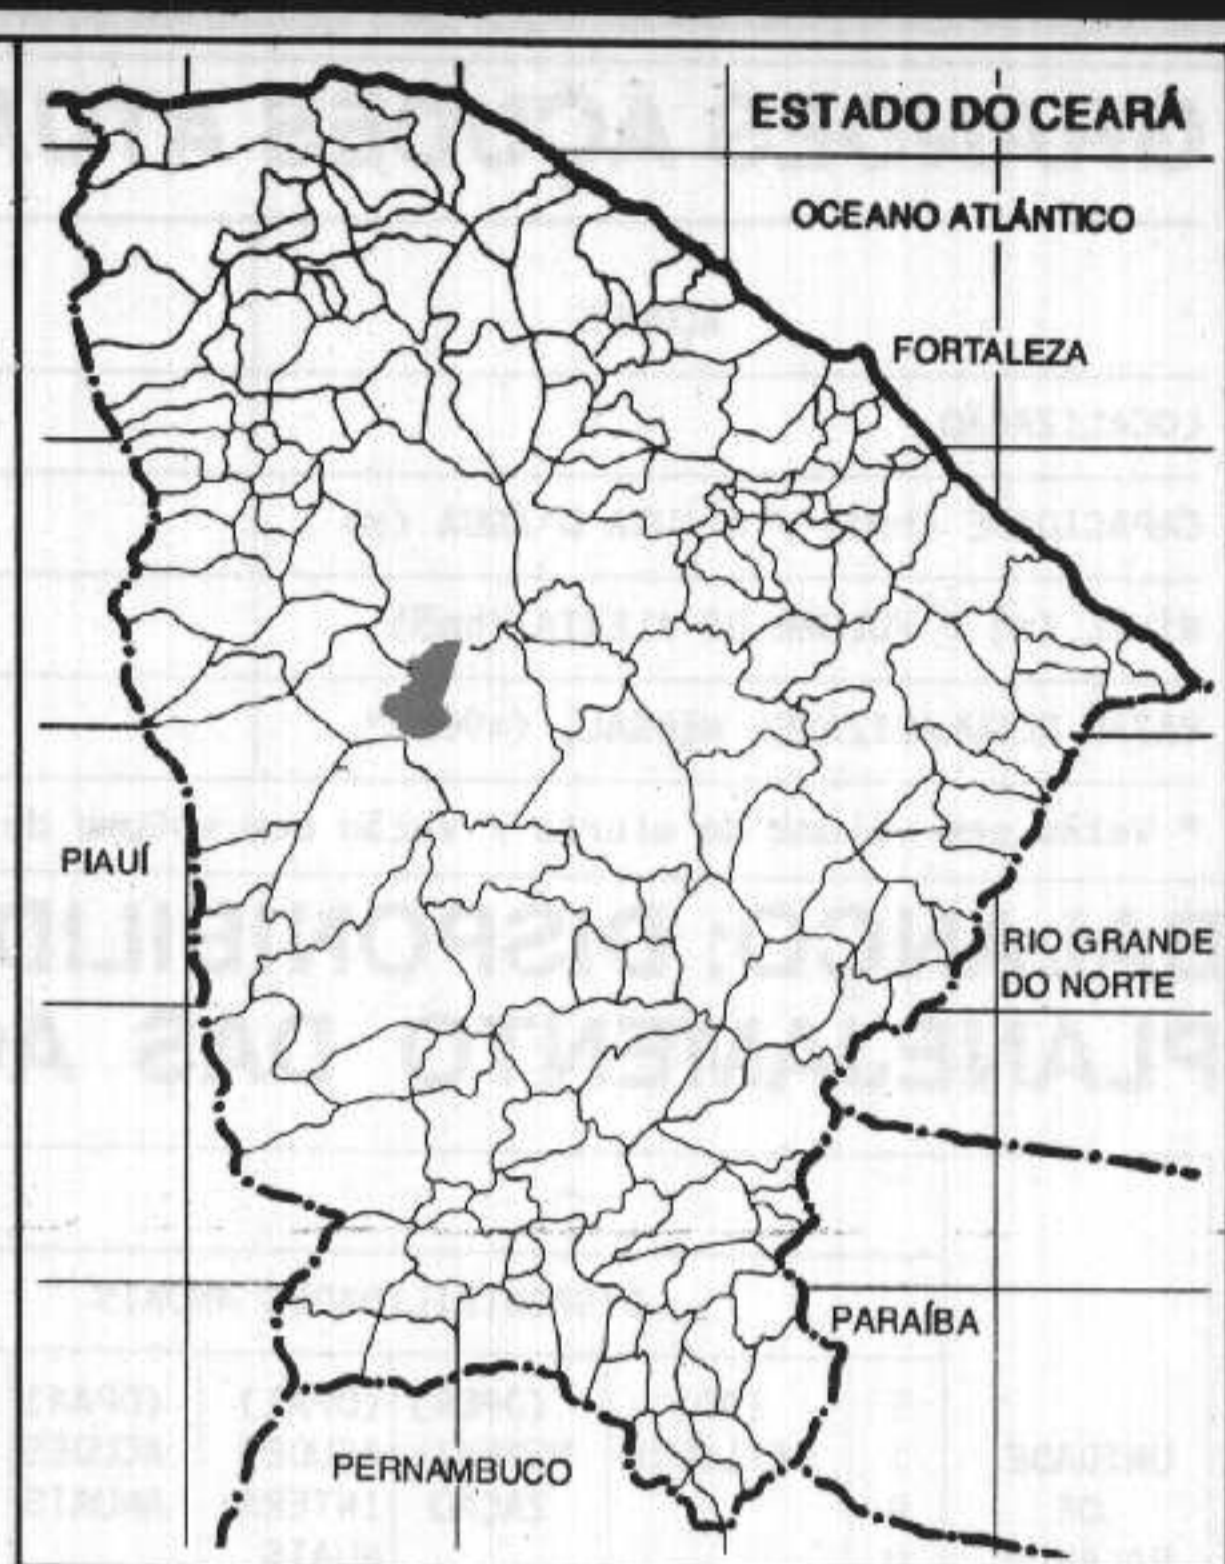 ESTADO DO CEARÁ
OCEANO ATLÂNTICO
FORTALEZA
PIAUÍ
RIO GRANDE
DO NORTE
PARAÍBA
PERNAMBUCO